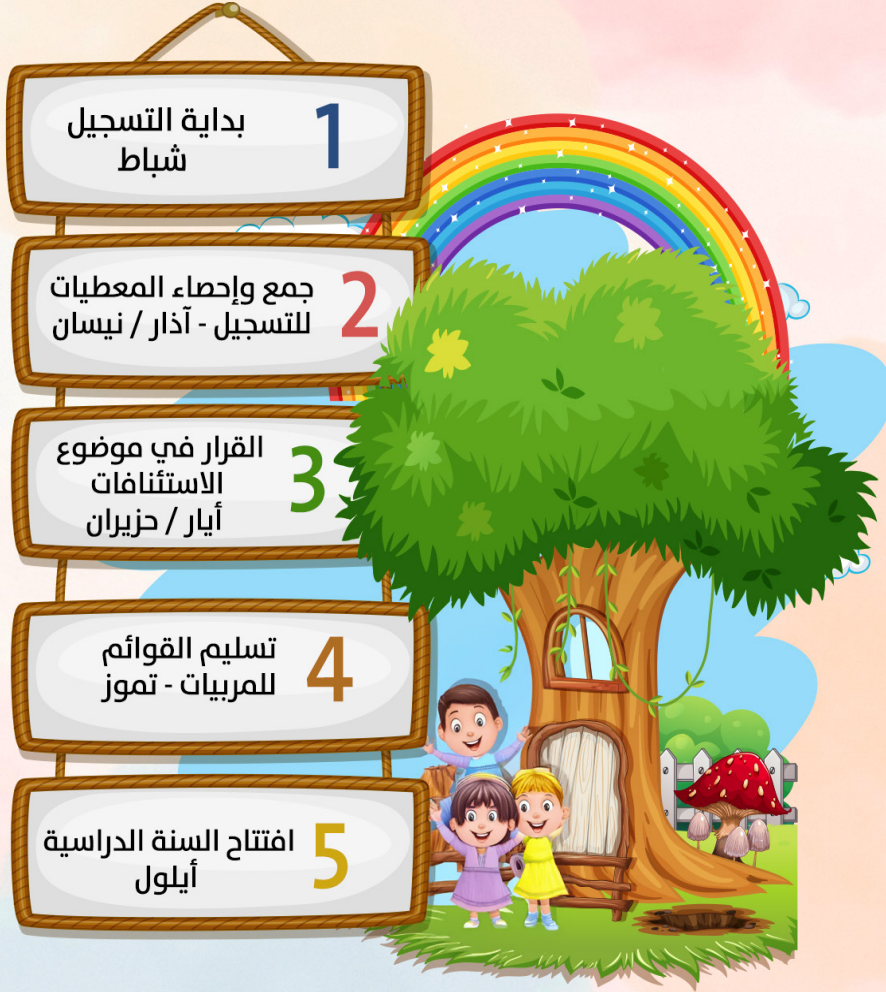 1
بداية التسجيل
شباط
2
جمع وإحصاء المعطيات
للتسجيل - آذار / نيسان
3
القرار في موضوع
الاستئنافات
أيار / حزيران
4
تسليم القوائم
للمربيات - تموز
5
افتتاح السنة الدراسية
أيلول